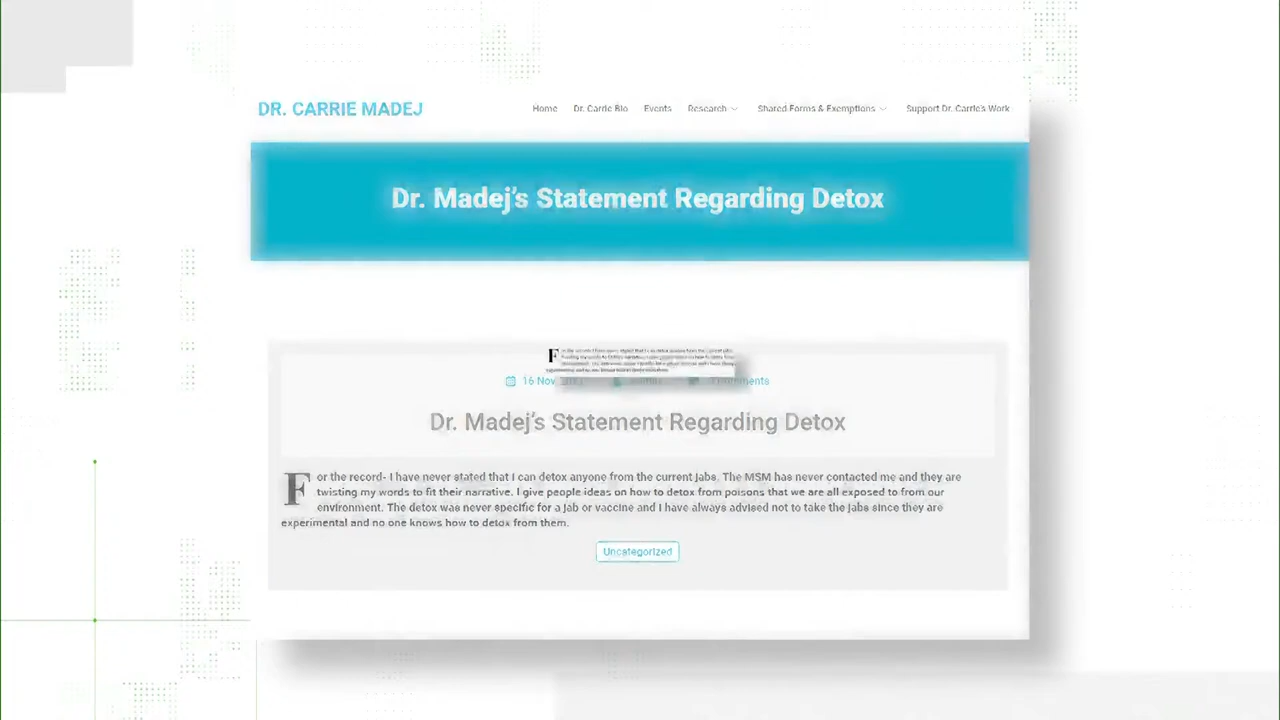 DR. CARRIE MADEJ
Home Dr. Carrie Bio Events Research Shared Forms & Exemptions Support Dr. Carrie's Work
Dr. Madej's Statement Regarding Detox
16 Nov
Dr. Madej's Statement Regarding Detox
For the record- I have never stated that I can detox anyone from the current jabs. The MSM has never contacted me and they are
twisting my words to fit their narrative. I give people ideas on how to detox from poisons that we are all exposed to from our
environment. The detox was never specific for a jab or vaccine and I have always advised not to take the jabs since they are
experimental and no one knows how to detox from them.
Uncategorized